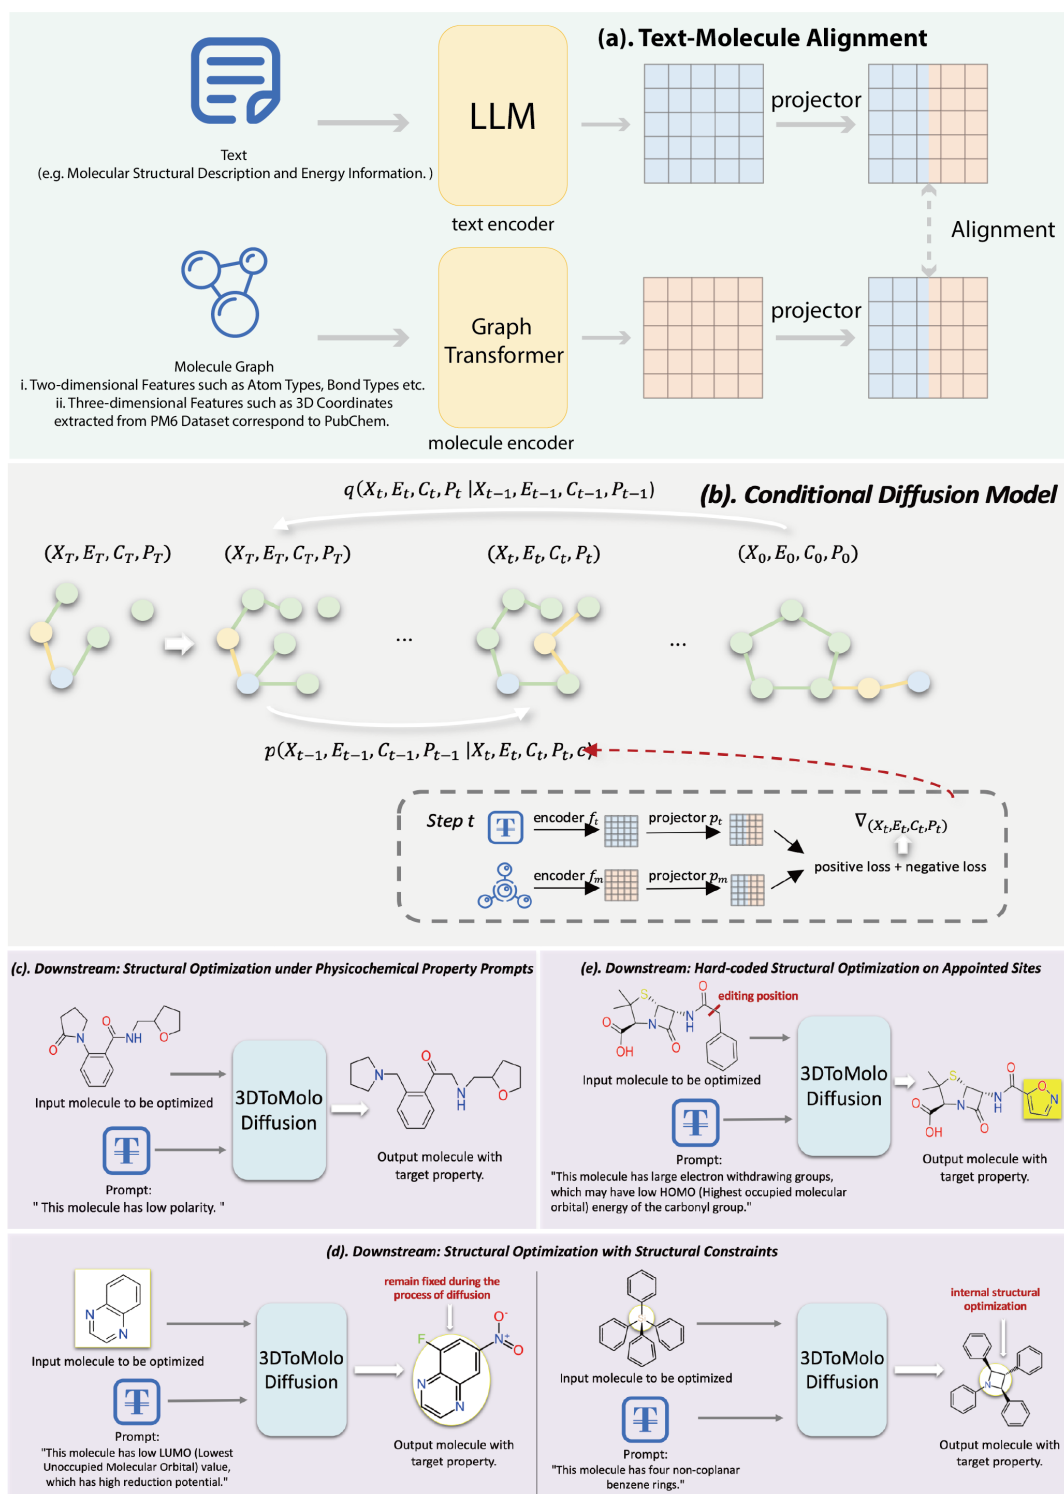 (a). Text-Molecule Alignment
LLM
projector
projector
Text
(e.g. Molecular Structural Description and Energy Information. )
text encoder
Alignment
Graph
Transformer
Molecule Graph
i. Two-dimensional Features such as Atom Types, Bond Types etc.
ii. Three-dimensional Features such as 3D Coordinates
extracted from PM6 Dataset correspond to PubChem.
molecule encoder
(b). Conditional Diffusion Model
q(X_t, E_t, C_t, P_t |X_{t−1}, E_{t−1}, C_{t−1}, P_{t−1})
(X_T, E_T, C_T, P_T)
(X_T, E_T, C_T, P_T)
(X_t, E_t, C_t, P_t)
(X_0, E_0, C_0, P_0)
...
...
p(X_{t−1}, E_{t−1}, C_{t−1}, P_{t−1} |X_t, E_t, C_t, P_t, c)
Step t
encoder f_t
projector p_t
∇_{(X_t,E_t,C_t,P_t)}
positive loss + negative loss
encoder f_m
projector p_m
(c). Downstream: Structural Optimization under Physicochemical Property Prompts
O
N
O
NH
O
Input molecule to be optimized
3DToMolo
Diffusion
Prompt:
" This molecule has low polarity. "
N
O
N
H
O
Output molecule with
target property.
(e). Downstream: Hard-coded Structural Optimization on Appointed Sites
editing position
S
N
NH
O
O
O
OH
Input molecule to be optimized
3DToMolo
Diffusion
Prompt:
"This molecule has large electron withdrawing groups,
which may have low HOMO (Highest occupied molecular
orbital) energy of the carbonyl group."
S
N
NH
O
O
O
OH
O
N
Output molecule with
target property.
(d). Downstream: Structural Optimization with Structural Constraints
N
N
Input molecule to be optimized
3DToMolo
Diffusion
Prompt:
"This molecule has low LUMO (Lowest
Unoccupied Molecular Orbital) value,
which has high reduction potential."
remain fixed during the
process of diffusion
O-
F
N+
O
N
N
Output molecule with
target property.
Input molecule to be optimized
3DToMolo
Diffusion
Prompt:
"This molecule has four non-coplanar
benzene rings."
internal structural
optimization
N
Output molecule with
target property.